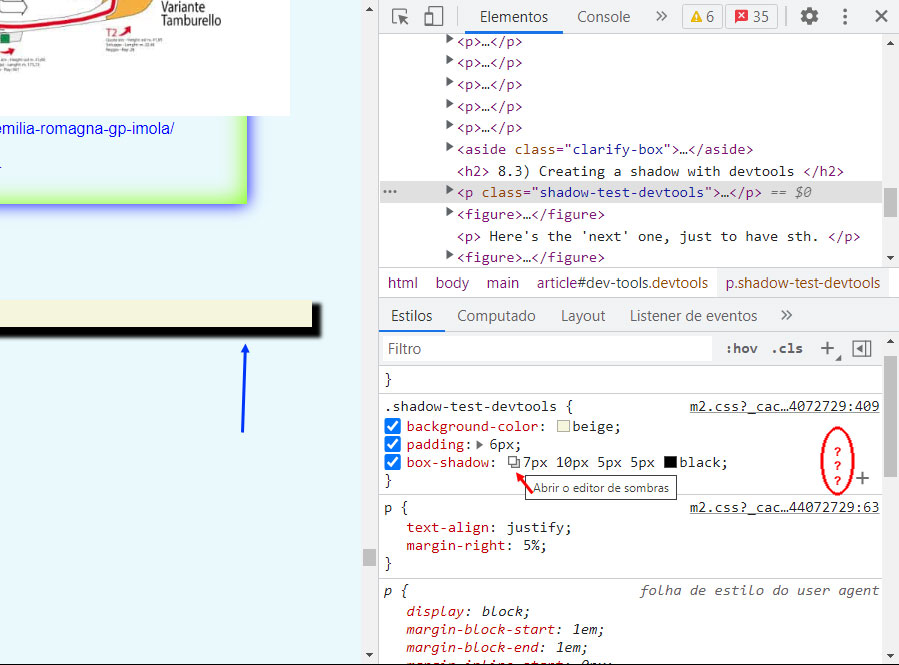 Variante
Tamburello
T2
emilia-romagna-gp-imola/
Elementos
Console
6
35
<p>…</p>
<p>…</p>
<p>…</p>
<p>…</p>
<p>…</p>
<aside class="clarify-box">…</aside>
<h2> 8.3) Creating a shadow with devtools </h2>
<p class="shadow-test-devtools">…</p> == $0
<figure>…</figure>
<p> Here's the 'next' one, just to have sth. </p>
<figure>…</figure>
html body main article#dev-tools.devtools p.shadow-test-devtools
Estilos Computado Layout Listener de eventos
Filtro
:hov .cls
}
.shadow-test-devtools { m2.css?_cac…4072729:409
background-color: beige;
padding: 6px;
box-shadow: 7px 10px 5px 5px black;
}
Abrir o editor de sombras
?
?
?
p { m2.css?_cac…44072729:63
text-align: justify;
margin-right: 5%;
}
p { folha de estilo do user agent
display: block;
margin-block-start: 1em;
margin-block-end: 1em;
margin-inline-start: 0px;